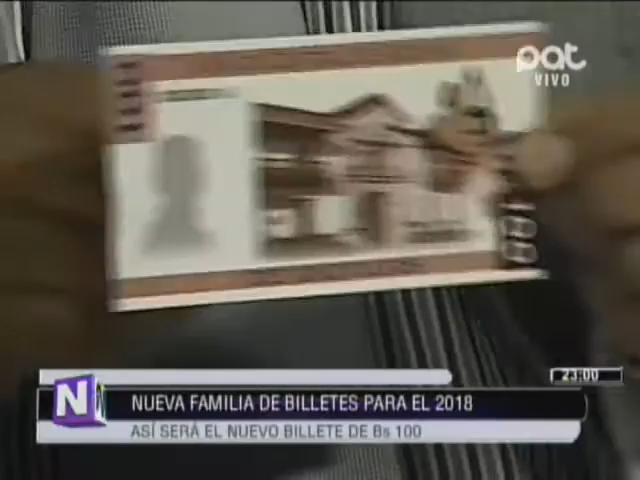 pat
VIVO
100
23:00
N
NUEVA FAMILIA DE BILLETES PARA EL 2018
ASÍ SERÁ EL NUEVO BILLETE DE Bs 100